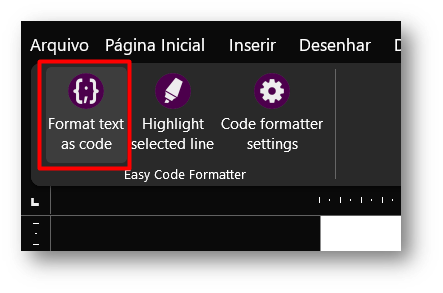 Arquivo Página Inicial Inserir Desenhar
{;}
Format text
as code
Highlight
selected line
Code formatter
settings
Easy Code Formatter